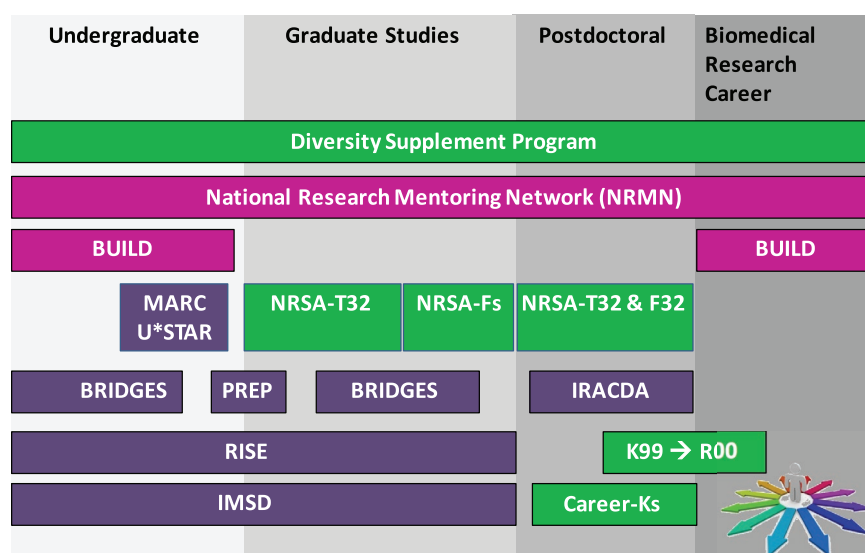 Undergraduate
Graduate Studies
Postdoctoral
Biomedical
Research
Career
Diversity Supplement Program
National Research Mentoring Network (NRMN)
BUILD
BUILD
MARC
U*STAR
NRSA-T32
NRSA-Fs
NRSA-T32 & F32
BRIDGES
PREP
BRIDGES
IRACDA
RISE
K99 → R00
IMSD
Career-Ks